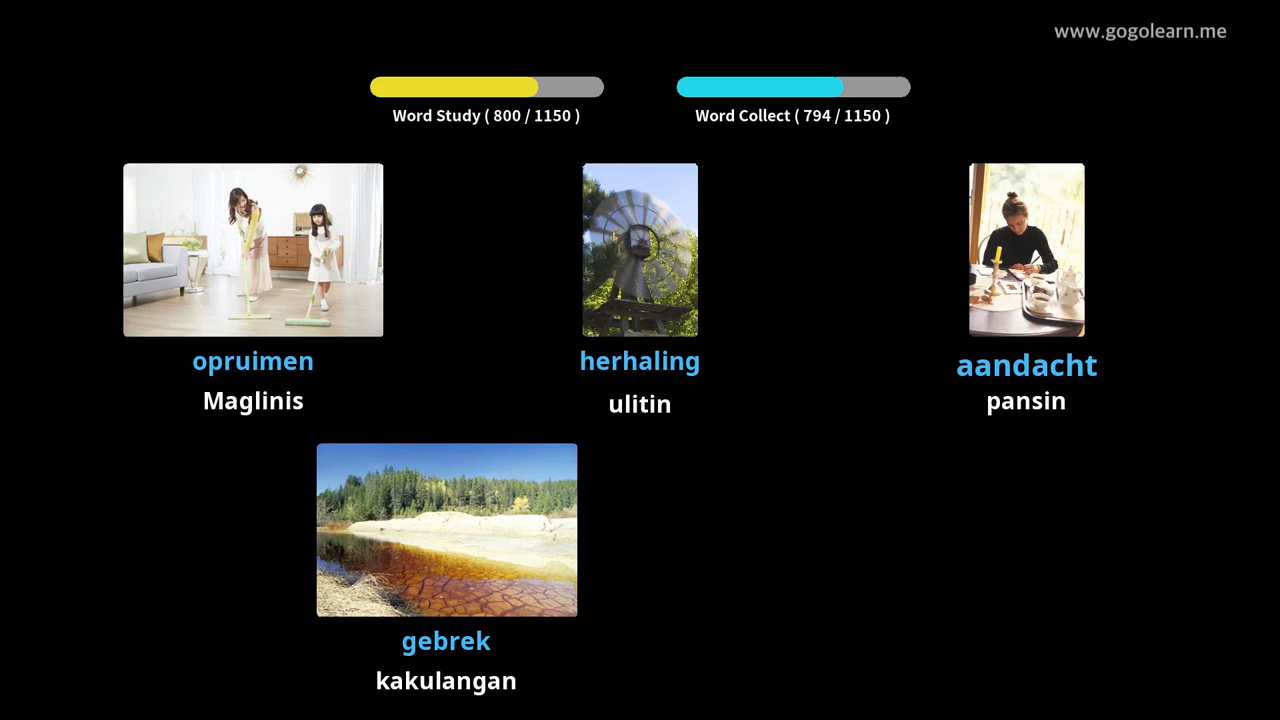 www.gogolearn.me
Word Study ( 800 / 1150 )
Word Collect ( 794 / 1150 )
opruimen
Maglinis
herhaling
ulitin
aandacht
pansin
gebrek
kakulangan